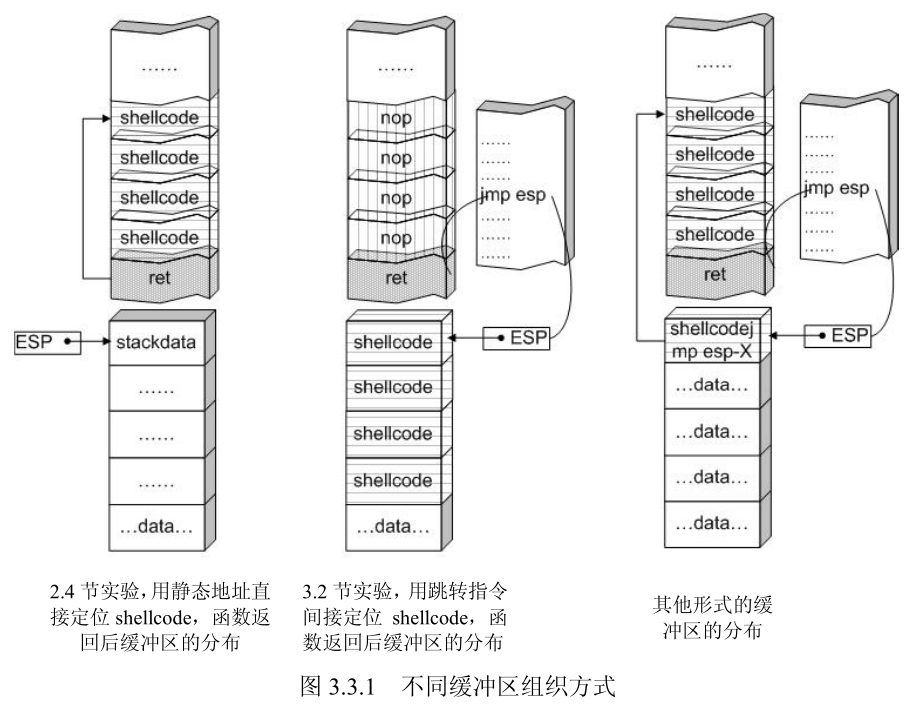 ……
shellcode
shellcode
shellcode
shellcode
ret
ESP
stackdata
……
……
……
…data…
2.4 节实验，用静态地址直
接定位 shellcode，函数返
回后缓冲区的分布
……
nop
nop
nop
nop
ret
……
……
……
jmp esp
……
……
……
ESP
shellcode
shellcode
shellcode
shellcode
…data…
3.2 节实验，用跳转指令
间接定位 shellcode，函
数返回后缓冲区的分布
……
shellcode
shellcode
shellcode
shellcode
ret
……
……
……
jmp esp
……
……
……
ESP
shellcodej
mp esp-X
…data…
…data…
…data…
…data…
其他形式的缓
冲区的分布
图 3.3.1 不同缓冲区组织方式